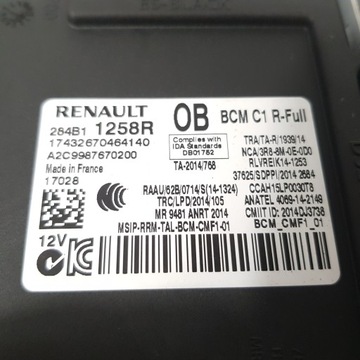 RENAULT
284B1 1258R
17432670464140
A2C9987670200
Made in France
17028
OB BCM C1 R-Full
Complies with
IDA Standards
DB01782
TA-2014/768
TRA/TA-R/1939/14
NCA/3R8-8M-0E-0D0
RLVRE/K14-1253
37625/SDPPI/2014 2684
RAAU/62B/0714/S(14-1324)
TRC/LPD/2014/105
MR 9481 ANRT 2014
MSIP-RRM-TAL-BCM-CMF1-01
CCAH15LP0030T8
ANATEL 4069-14-2149
CMIIT ID: 2014DJ3738
BCM_CMF1_01
12V